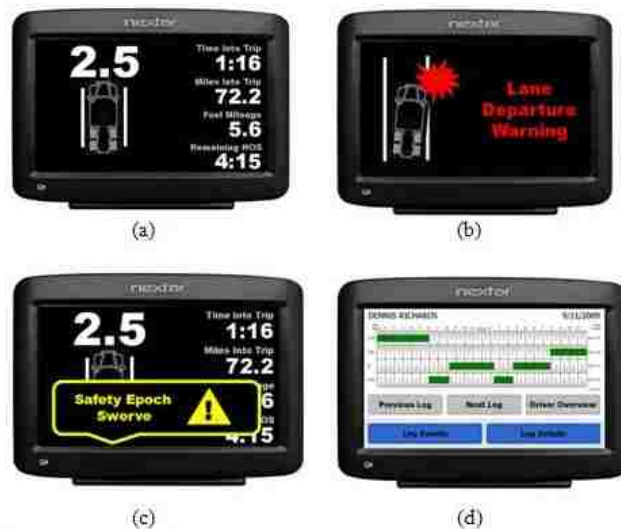 nextar
2.5
Time Into Trip
1:16
Miles Into Trip
72.2
Fuel Mileage
5.6
Remaining HOS
4:15
(a)
nextar
Lane
Departure
Warning
(b)
nextar
2.5
Time Into Trip
1:16
Miles Into Trip
72.2
Safety Epoch
Swerve
4:15
(c)
nextar
DENNIS RICHARDS
9/11/2009
Previous Log
Next Log
Driver Overview
Log Events
Log Details
(d)